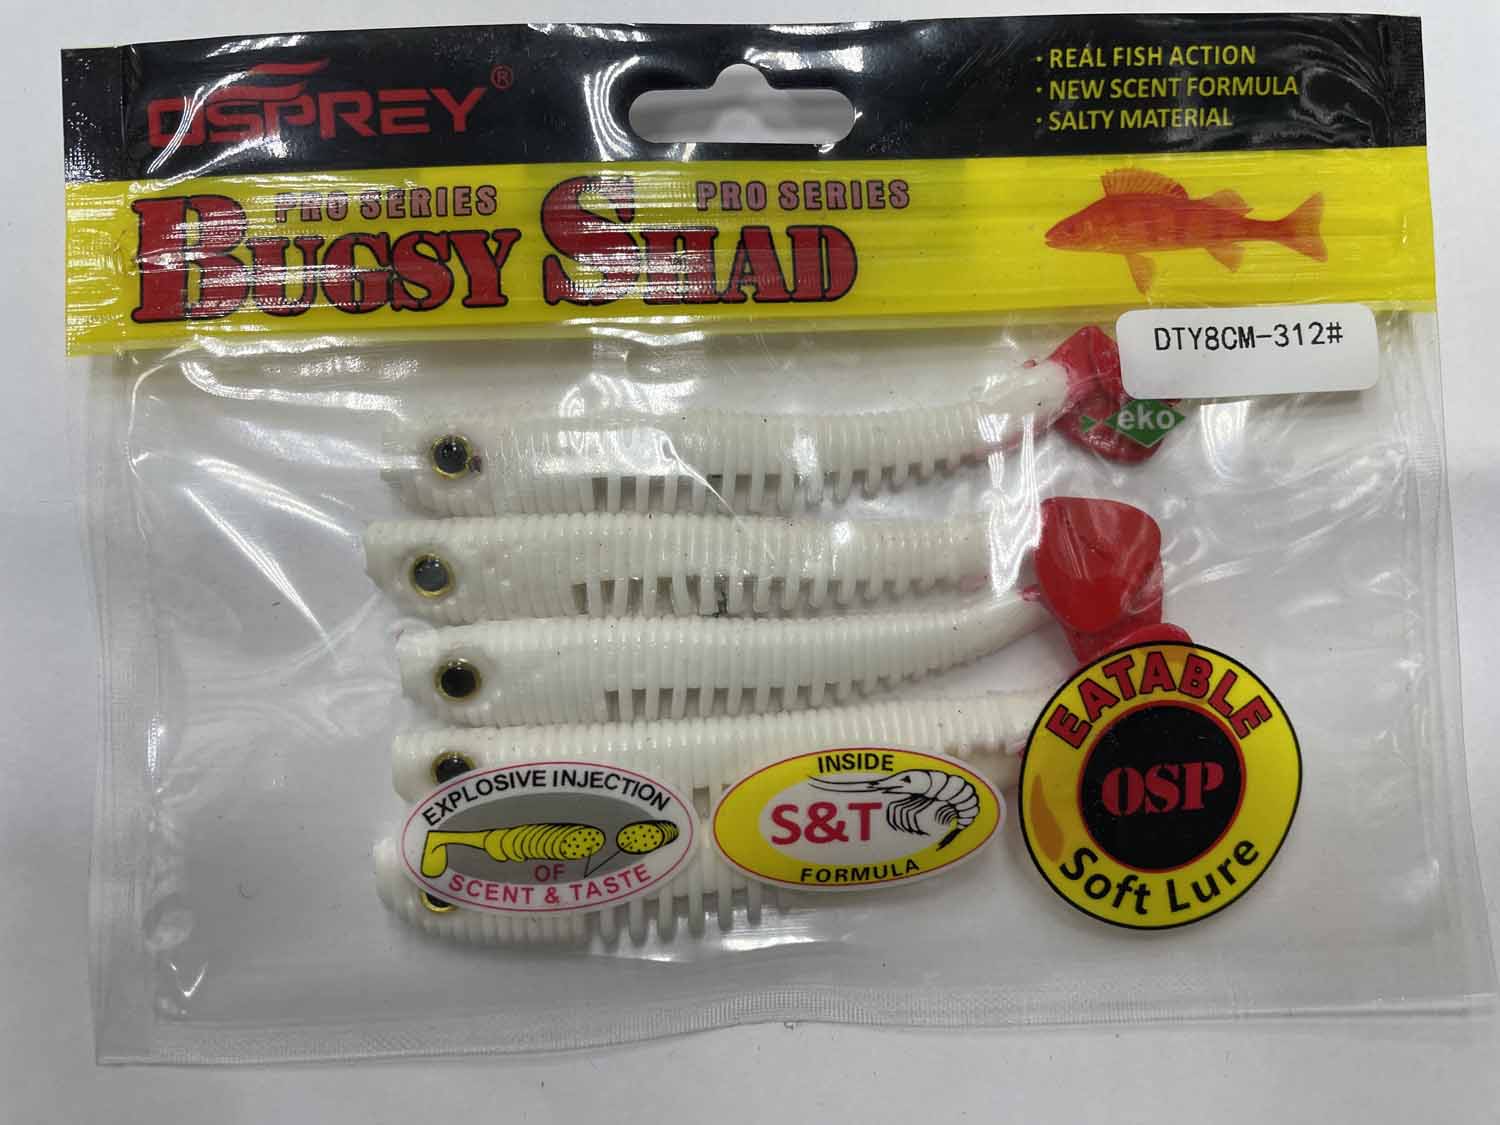 OSPREY®
· REAL FISH ACTION
· NEW SCENT FORMULA
· SALTY MATERIAL
PRO SERIES PRO SERIES
BUGSY SHAD
DTY8CM-312#
eko
EXPLOSIVE INJECTION
OF
SCENT & TASTE
INSIDE
S&T
FORMULA
EATABLE
OSP
Soft Lure